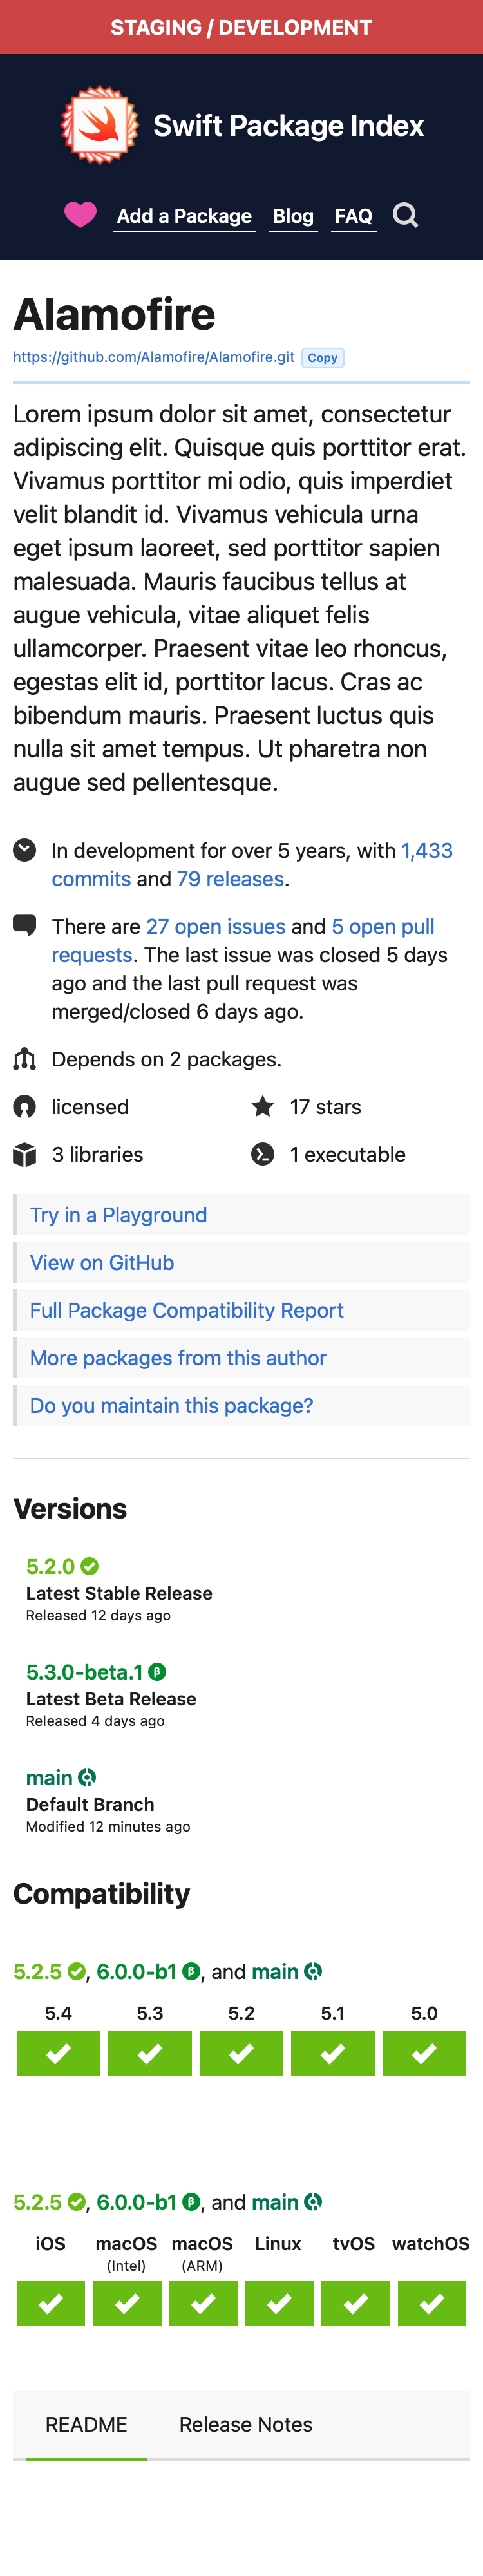 STAGING / DEVELOPMENT
Swift Package Index
Add a Package Blog FAQ
Alamofire
https://github.com/Alamofire/Alamofire.git Copy
Lorem ipsum dolor sit amet, consectetur
adipiscing elit. Quisque quis porttitor erat.
Vivamus porttitor mi odio, quis imperdiet
velit blandit id. Vivamus vehicula urna
eget ipsum laoreet, sed porttitor sapien
malesuada. Mauris faucibus tellus at
augue vehicula, vitae aliquet felis
ullamcorper. Praesent vitae leo rhoncus,
egestas elit id, porttitor lacus. Cras ac
bibendum mauris. Praesent luctus quis
nulla sit amet tempus. Ut pharetra non
augue sed pellentesque.
In development for over 5 years, with 1,433
commits and 79 releases.
There are 27 open issues and 5 open pull
requests. The last issue was closed 5 days
ago and the last pull request was
merged/closed 6 days ago.
Depends on 2 packages.
licensed 17 stars
3 libraries 1 executable
Try in a Playground
View on GitHub
Full Package Compatibility Report
More packages from this author
Do you maintain this package?
Versions
5.2.0
Latest Stable Release
Released 12 days ago
5.3.0-beta.1 β
Latest Beta Release
Released 4 days ago
main
Default Branch
Modified 12 minutes ago
Compatibility
5.2.5 , 6.0.0-b1 β, and main
5.4 5.3 5.2 5.1 5.0
5.2.5 , 6.0.0-b1 β, and main
iOS macOS macOS Linux tvOS watchOS
(Intel) (ARM)
README Release Notes